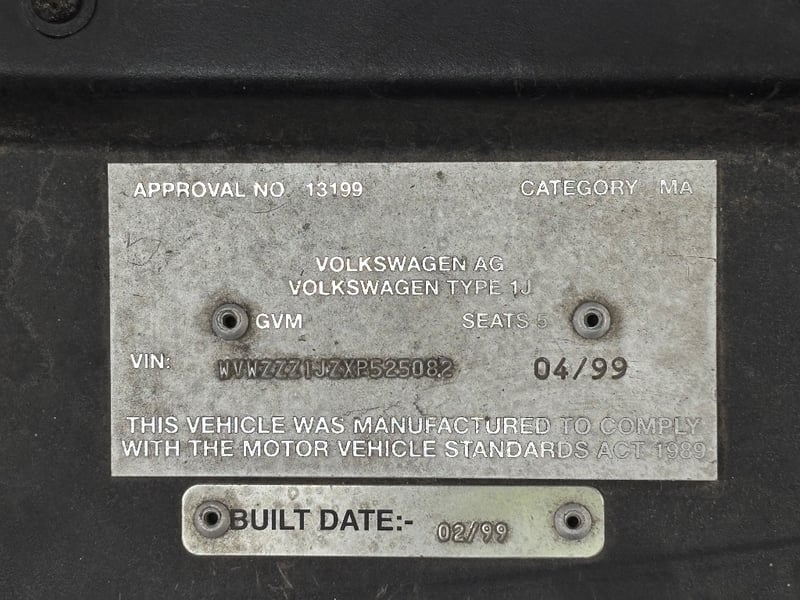 APPROVAL NO 13199 CATEGORY MA
VOLKSWAGEN AG
VOLKSWAGEN TYPE 1J
GVM SEATS 5
VIN: WVWZZZ1JZXP525082 04/99
THIS VEHICLE WAS MANUFACTURED TO COMPLY
WITH THE MOTOR VEHICLE STANDARDS ACT 1989
BUILT DATE:- 02/99